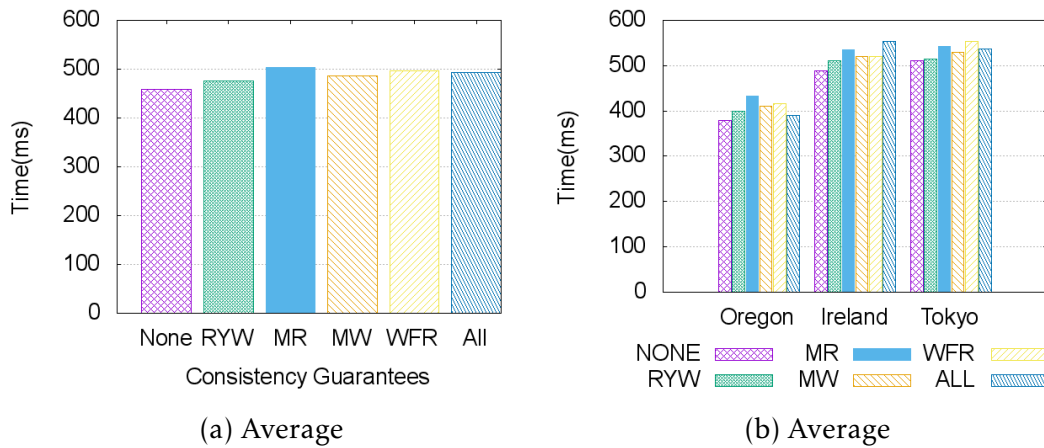 600
500
400
300
200
100
0
Time(ms)
None RYW MR MW WFR All
Consistency Guarantees
(a) Average
600
500
400
300
200
100
0
Time(ms)
Oregon Ireland Tokyo
NONE MR WFR
RYW MW ALL
(b) Average